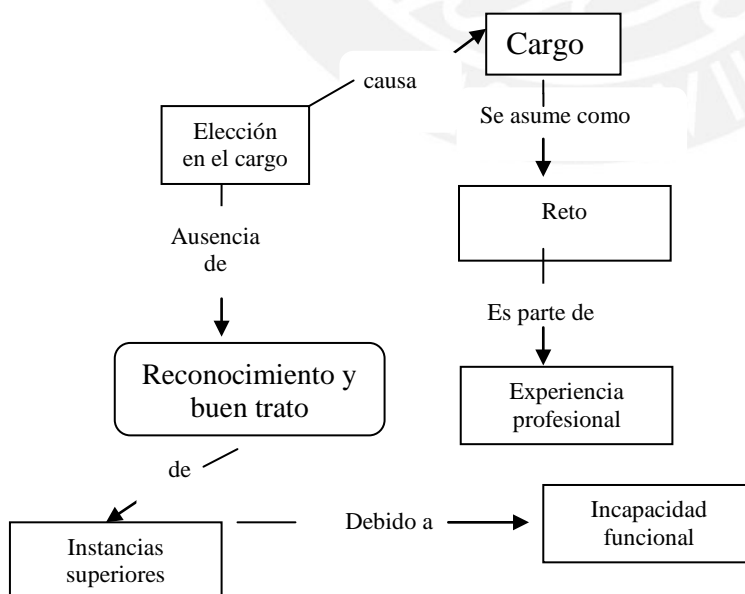 Cargo
causa
Elección
en el cargo
Se asume como
Reto
Ausencia
de
Es parte de
Reconocimiento y
buen trato
Experiencia
profesional
de
Debido a
Incapacidad
funcional
Instancias
superiores